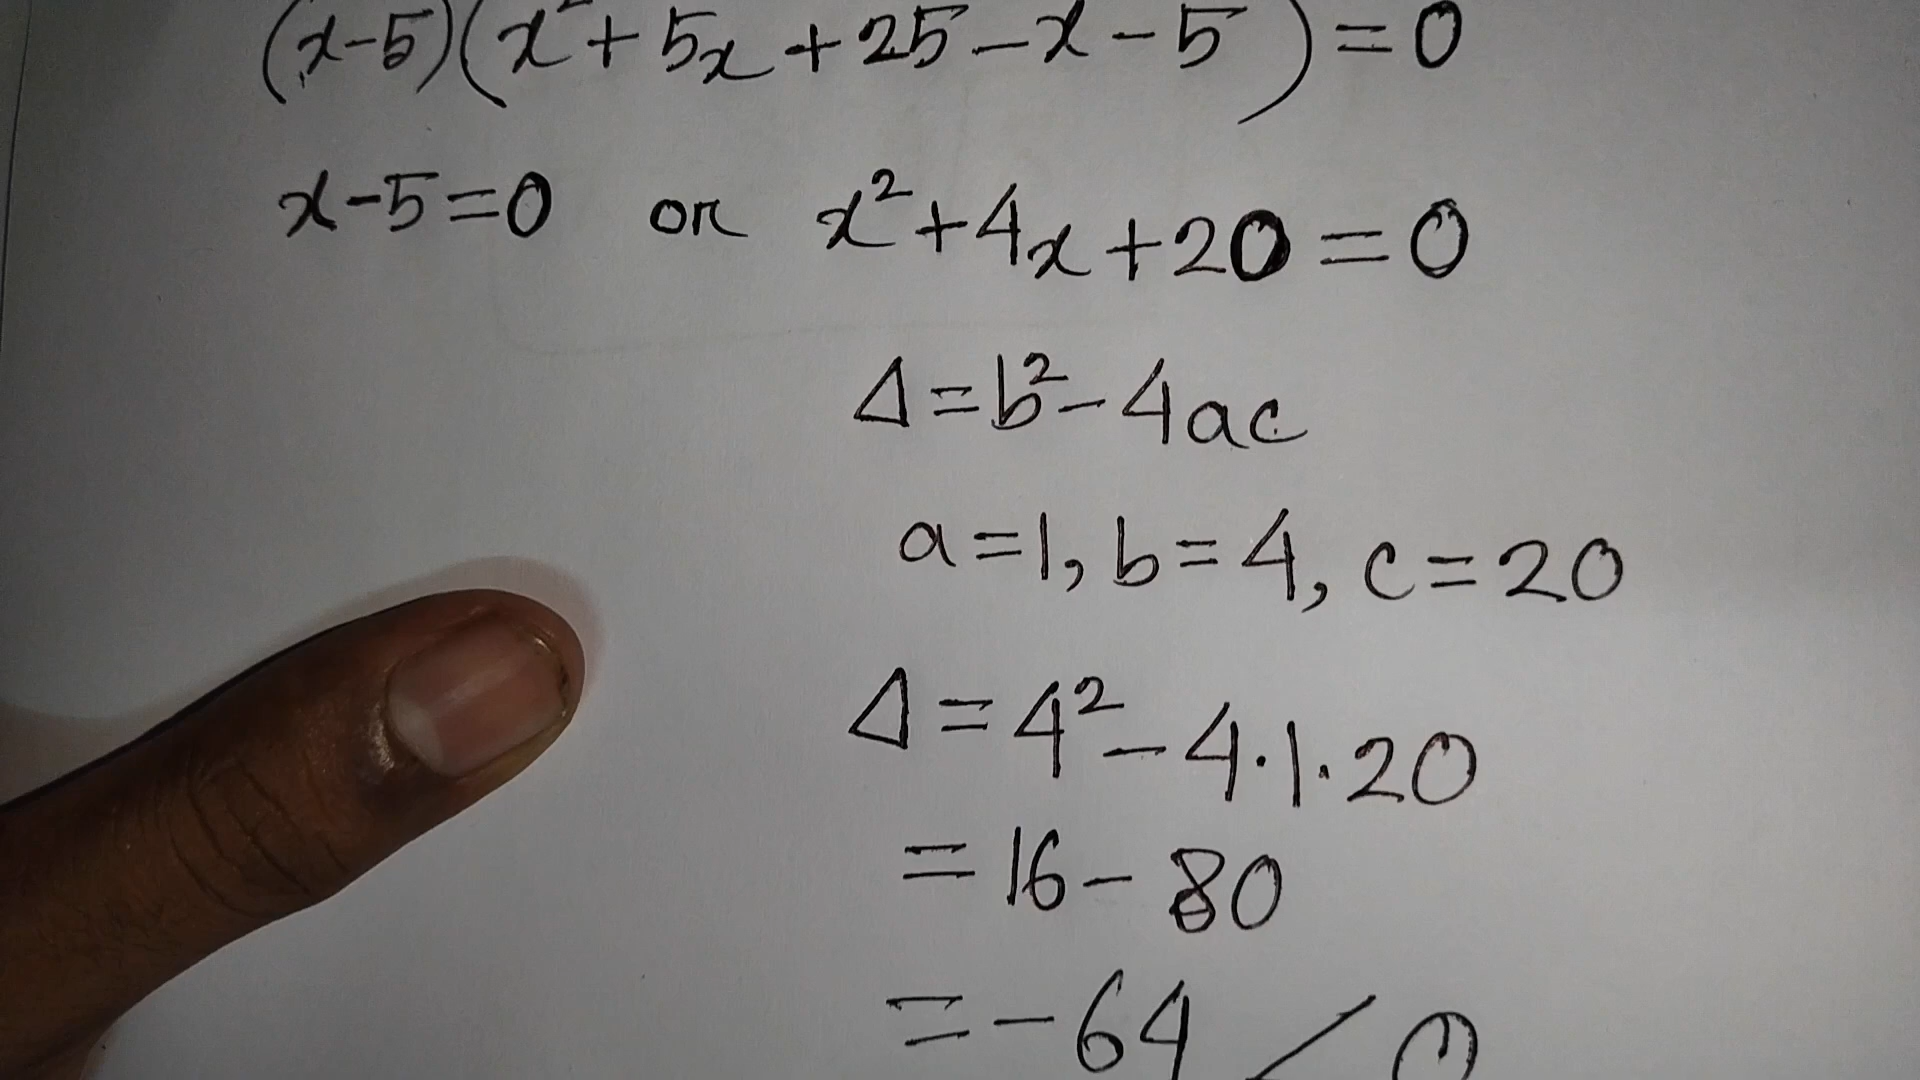 (x-5)(x²+5x+25-x-5)=0
x-5=0 or x²+4x+20=0
Δ=b²-4ac
a=1, b=4, c=20
Δ=4²-4·1·20
=16-80
=-64